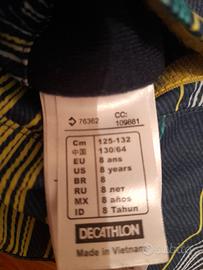 76362
CC:
109881
Cm 125-132
中国 130/64
EU 8 ans
US 8 years
BR 8
RU 8 лет
MX 8 años
ID 8 Tahun
DECATHLON
Made in Vietnam